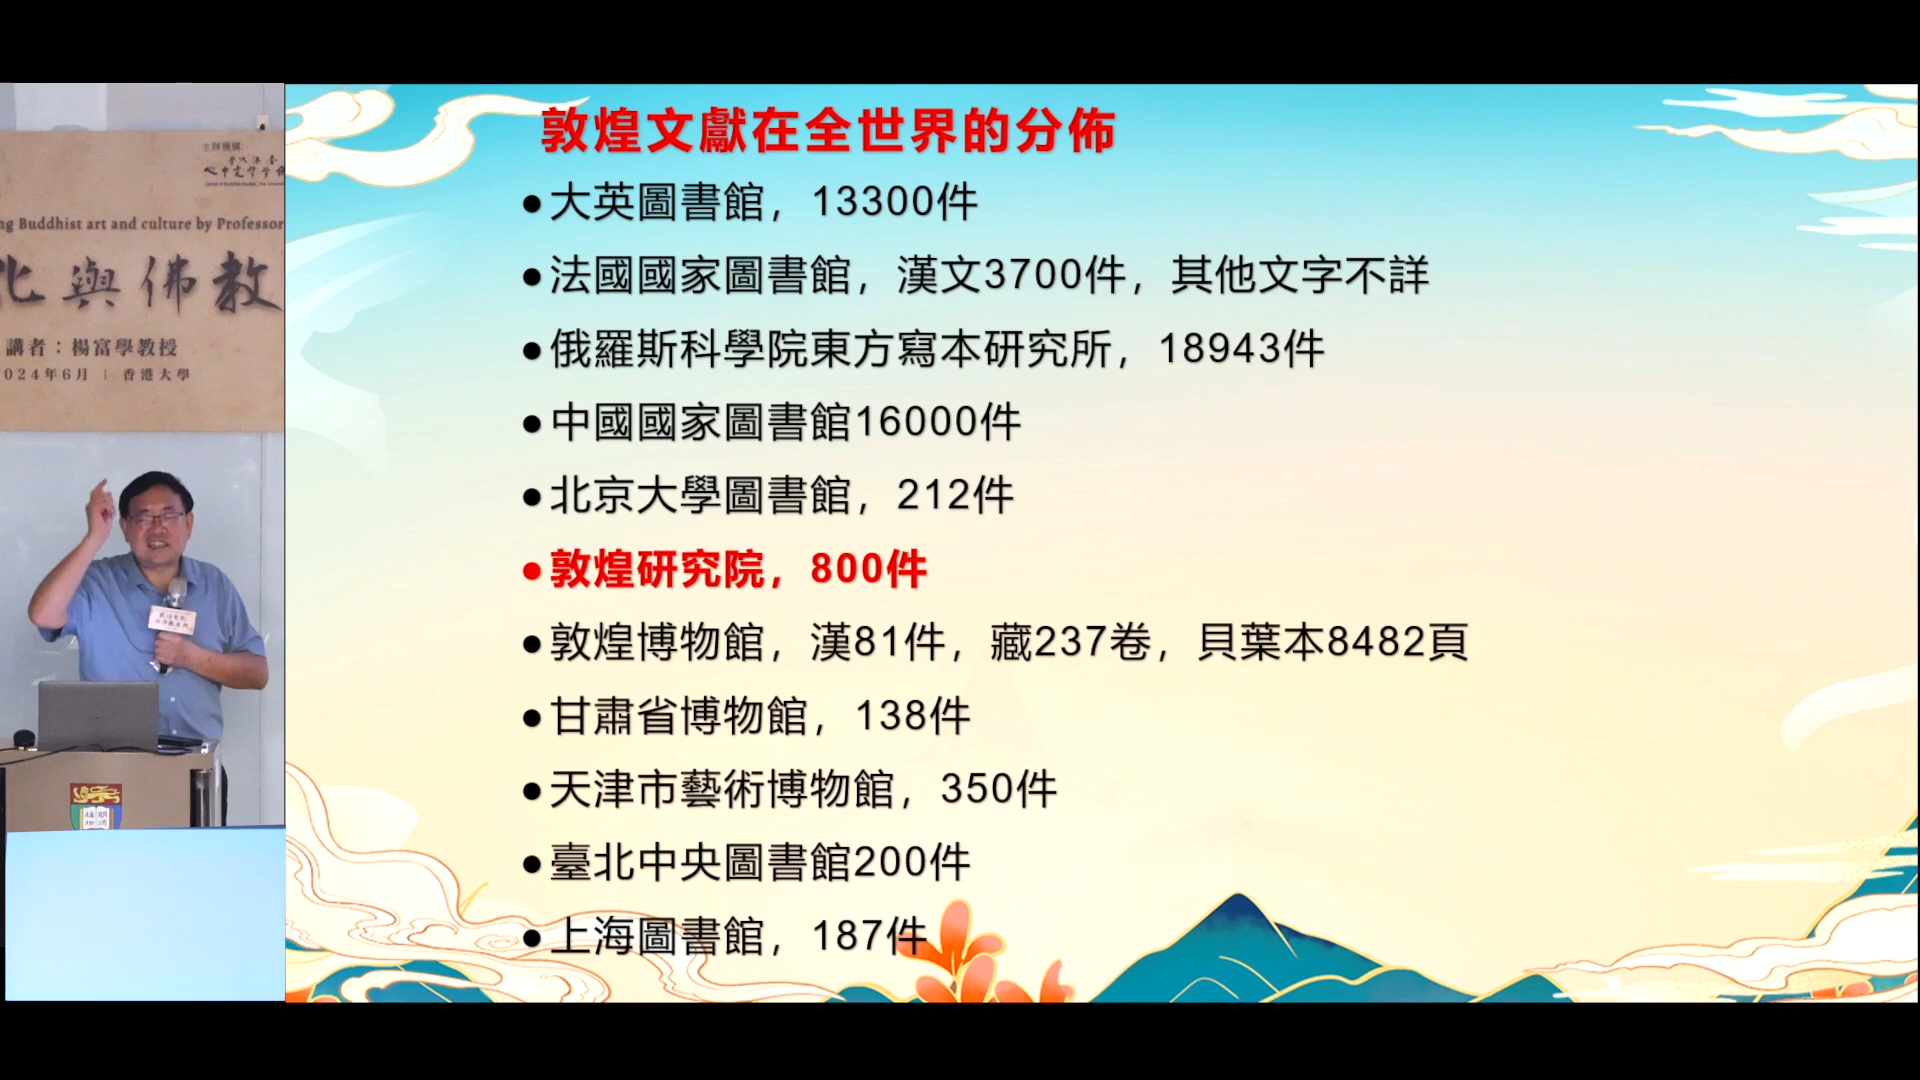 主辦機構:
ng Buddhist art and culture by Professor
化與佛教
講者：楊富學教授
024年6月 | 香港大學
敦煌文獻在全世界的分佈
●大英圖書館，13300件
●法國國家圖書館，漢文3700件，其他文字不詳
●俄羅斯科學院東方寫本研究所，18943件
●中國國家圖書館16000件
●北京大學圖書館，212件
●敦煌研究院，800件
●敦煌博物館，漢81件，藏237卷，貝葉本8482頁
●甘肅省博物館，138件
●天津市藝術博物館，350件
●臺北中央圖書館200件
●上海圖書館，187件